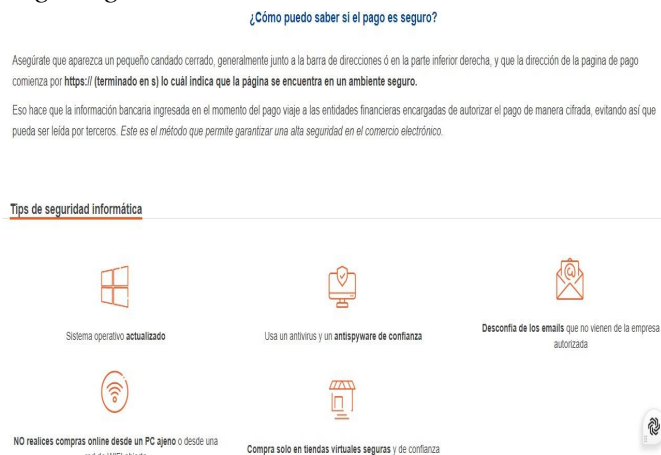 ¿Cómo puedo saber si el pago es seguro?
Asegúrate que aparezca un pequeño candado cerrado, generalmente junto a la barra de direcciones ó en la parte inferior derecha, y que la dirección de la pagina de pago
comienza por https:// (terminado en s) lo cuál indica que la página se encuentra en un ambiente seguro.
Eso hace que la información bancaria ingresada en el momento del pago viaje a las entidades financieras encargadas de autorizar el pago de manera cifrada, evitando así que
pueda ser leída por terceros. Este es el método que permite garantizar una alta seguridad en el comercio electrónico.
Tips de seguridad informática
Sistema operativo actualizado
Usa un antivirus y un antispyware de confianza
Desconfia de los emails que no vienen de la empresa
autorizada
NO realices compras online desde un PC ajeno o desde una
red de WIFI abierta
Compra solo en tiendas virtuales seguras y de confianza